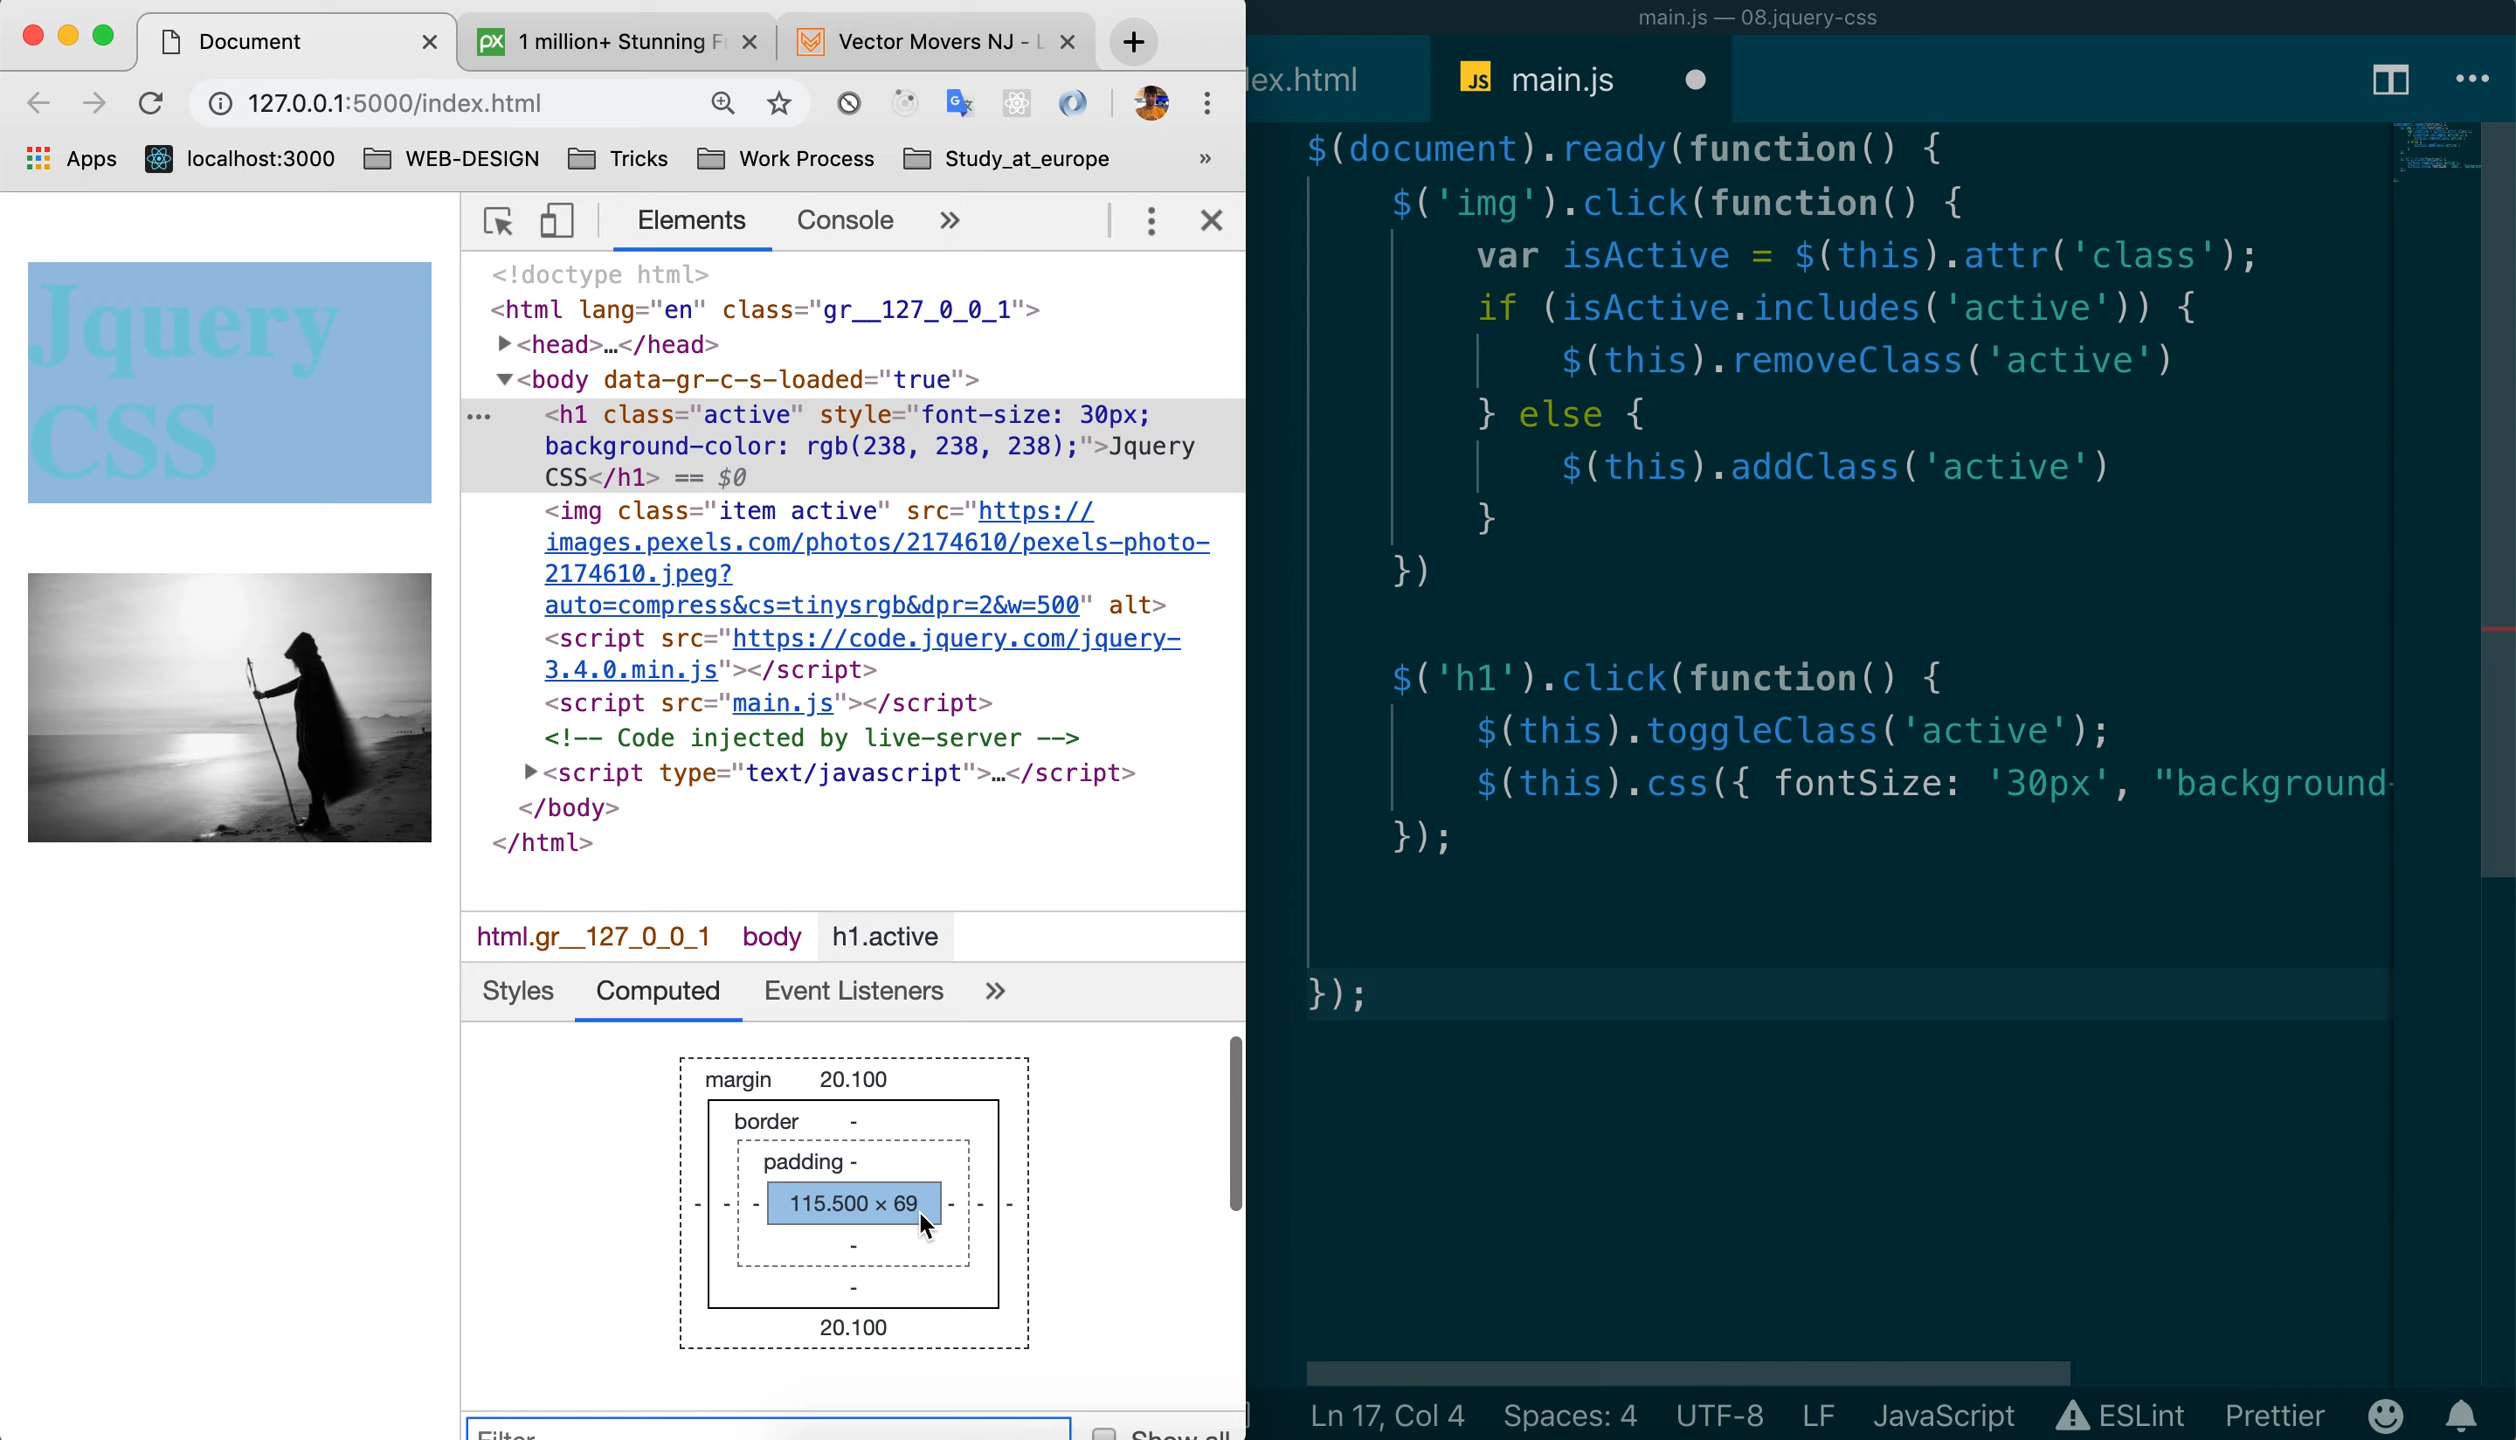 Document
1 million+ Stunning F
Vector Movers NJ - L
127.0.0.1:5000/index.html
Apps
localhost:3000
WEB-DESIGN
Tricks
Work Process
Study_at_europe
»
Jquery
CSS
Elements
Console
»
<!doctype html>
<html lang="en" class="gr__127_0_0_1">
<head>…</head>
<body data-gr-c-s-loaded="true">
<h1 class="active" style="font-size: 30px;
background-color: rgb(238, 238, 238);">Jquery
CSS</h1> == $0
<img class="item active" src="https://
images.pexels.com/photos/2174610/pexels-photo-
2174610.jpeg?
auto=compress&cs=tinysrgb&dpr=2&w=500" alt>
<script src="https://code.jquery.com/jquery-
3.4.0.min.js"></script>
<script src="main.js"></script>
<!-- Code injected by live-server -->
<script type="text/javascript">…</script>
</body>
</html>
html.gr__127_0_0_1 body h1.active
Styles
Computed
Event Listeners
»
margin 20.100
border -
padding -
- - - 115.500 × 69 - - -
-
-
20.100
Filter
Show all
main.js — 08.jquery-css
ex.html
JS main.js
$(document).ready(function() {
$('img').click(function() {
var isActive = $(this).attr('class');
if (isActive.includes('active')) {
$(this).removeClass('active')
} else {
$(this).addClass('active')
}
})
$('h1').click(function() {
$(this).toggleClass('active');
$(this).css({ fontSize: '30px', "background-
});
});
Ln 17, Col 4
Spaces: 4
UTF-8
LF
JavaScript
ESLint
Prettier